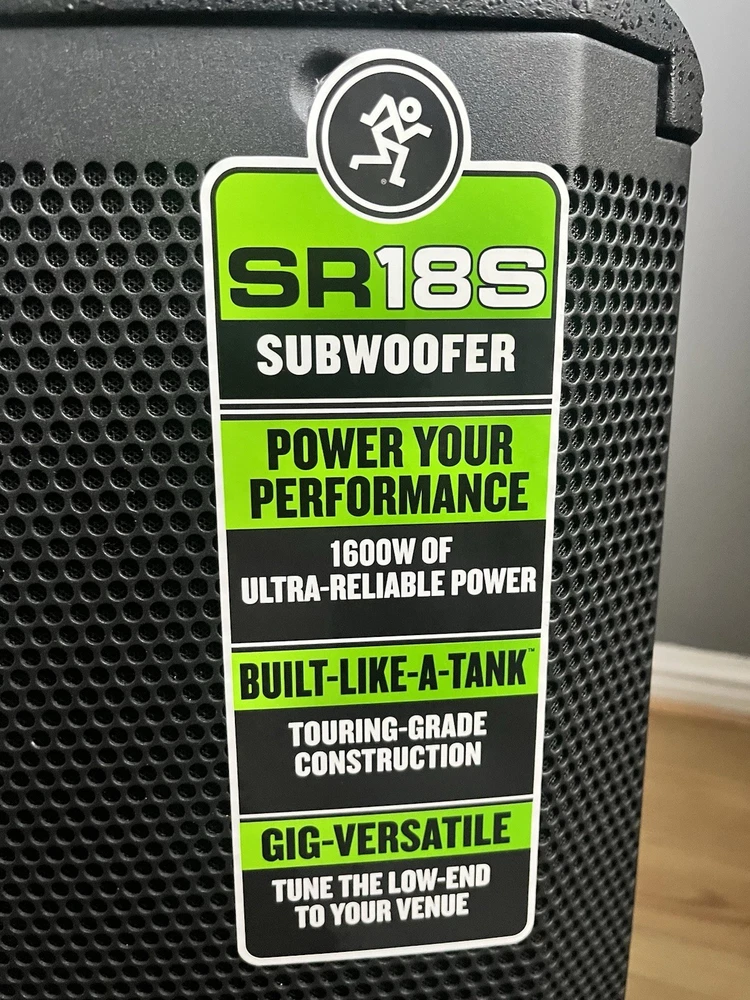 SR18S
SUBWOOFER
POWER YOUR
PERFORMANCE
1600W OF
ULTRA-RELIABLE POWER
BUILT-LIKE-A-TANK™
TOURING-GRADE
CONSTRUCTION
GIG-VERSATILE
TUNE THE LOW-END
TO YOUR VENUE